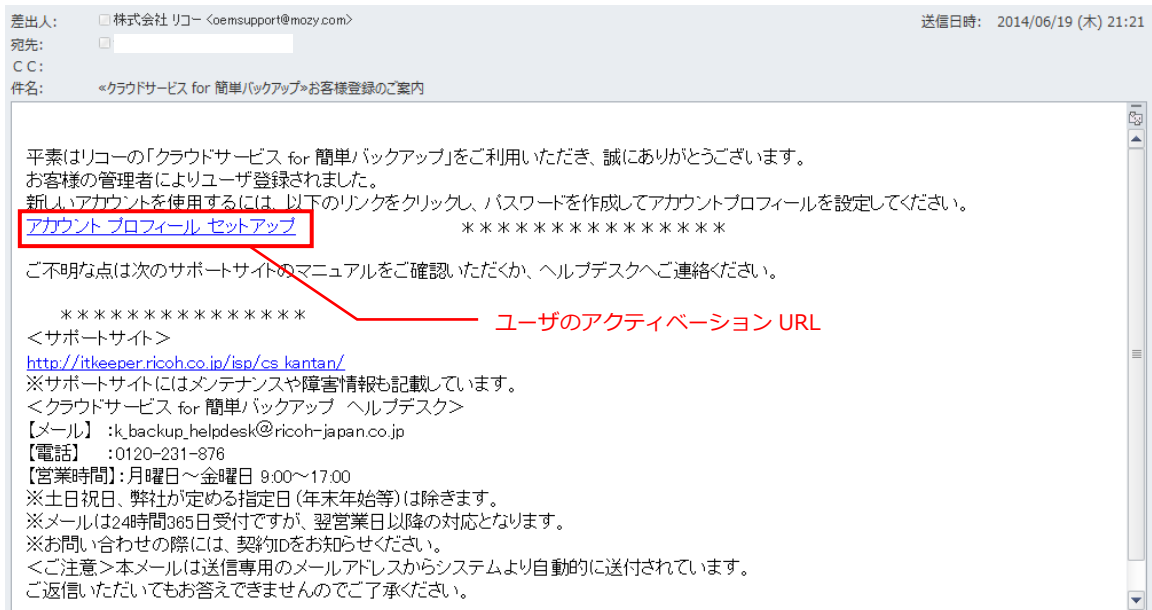 差出人: 株式会社 リコー <oemsupport@mozy.com> 送信日時: 2014/06/19 (木) 21:21
宛先:
CC:
件名: «クラウドサービス for 簡単バックアップ»お客様登録のご案内
平素はリコーの「クラウドサービス for 簡単バックアップ」をご利用いただき、誠にありがとうございます。
お客様の管理者によりユーザ登録されました。
新しいアカウントを使用するには、以下のリンクをクリックし、パスワードを作成してアカウントプロフィールを設定してください。
アカウント プロフィール セットアップ ***************
ご不明な点は次のサポートサイトのマニュアルをご確認いただくか、ヘルプデスクへご連絡ください。
***************
ユーザのアクティベーション URL
<サポートサイト>
http://itkeeper.ricoh.co.jp/isp/cs_kantan/
※サポートサイトにはメンテナンスや障害情報も記載しています。
<クラウドサービス for 簡単バックアップ ヘルプデスク>
【メール】 :k_backup_helpdesk@ricoh-japan.co.jp
【電話】 :0120-231-876
【営業時間】:月曜日~金曜日 9:00~17:00
※土日祝日、弊社が定める指定日(年末年始等)は除きます。
※メールは24時間365日受付ですが、翌営業日以降の対応となります。
※お問い合わせの際には、契約IDをお知らせください。
<ご注意>本メールは送信専用のメールアドレスからシステムより自動的に送付されています。
ご返信いただいてもお答えできませんのでご了承ください。